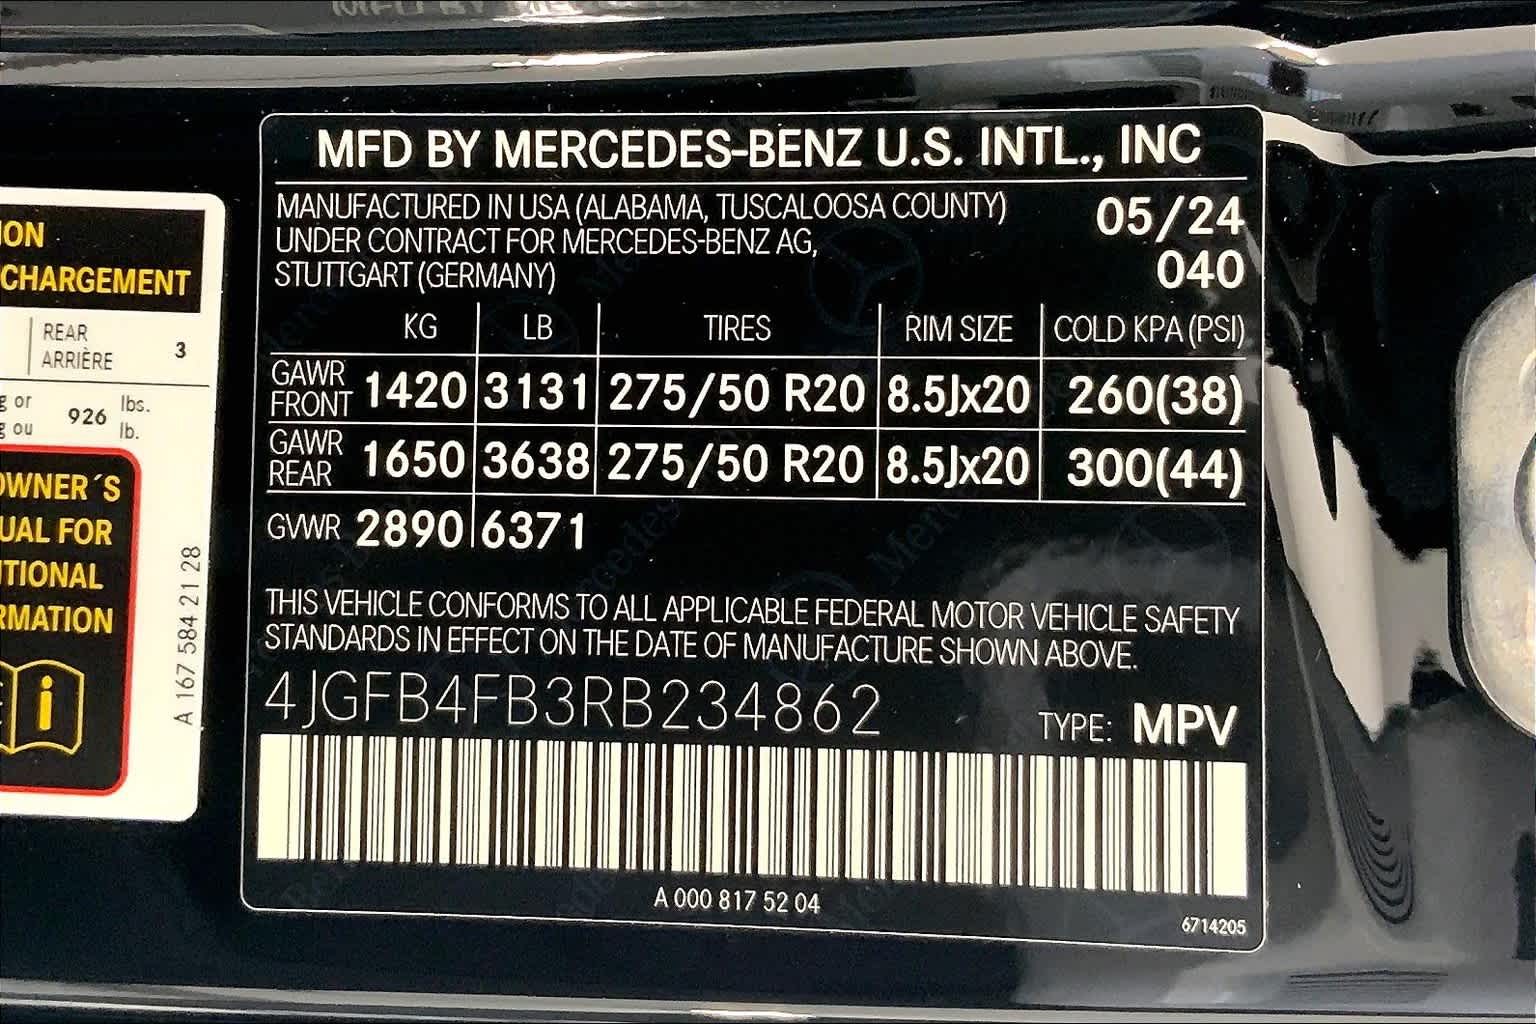 ION
CHARGEMENT
REAR
ARRIÈRE
3
g or
g ou
926
lbs.
lb.
OWNER´S
UAL FOR
ITIONAL
RMATION
A 167 584 21 28
MFD BY MERCEDES-BENZ U.S. INTL., INC
MANUFACTURED IN USA (ALABAMA, TUSCALOOSA COUNTY) 05/24
UNDER CONTRACT FOR MERCEDES-BENZ AG,
STUTTGART (GERMANY) 040
KG LB TIRES RIM SIZE COLD KPA (PSI)
GAWR FRONT 1420 3131 275/50 R20 8.5Jx20 260(38)
GAWR REAR 1650 3638 275/50 R20 8.5Jx20 300(44)
GVWR 2890 6371
THIS VEHICLE CONFORMS TO ALL APPLICABLE FEDERAL MOTOR VEHICLE SAFETY
STANDARDS IN EFFECT ON THE DATE OF MANUFACTURE SHOWN ABOVE.
4JGFB4FB3RB234862
TYPE: MPV
A 000 817 52 04
6714205